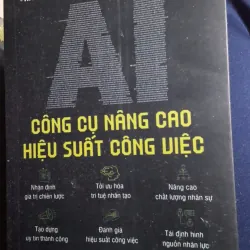 AI
CÔNG CỤ NÂNG CAO
HIỆU SUẤT CÔNG VIỆC
Nhận định
giá trị chiến lược
Tối ưu hóa
trí tuệ nhân tạo
Nâng cao
chất lượng nhân sự
Tạo dựng
uy tín thành công
Đánh giá
hiệu suất công việc
Tái định hình
nguồn nhân lực